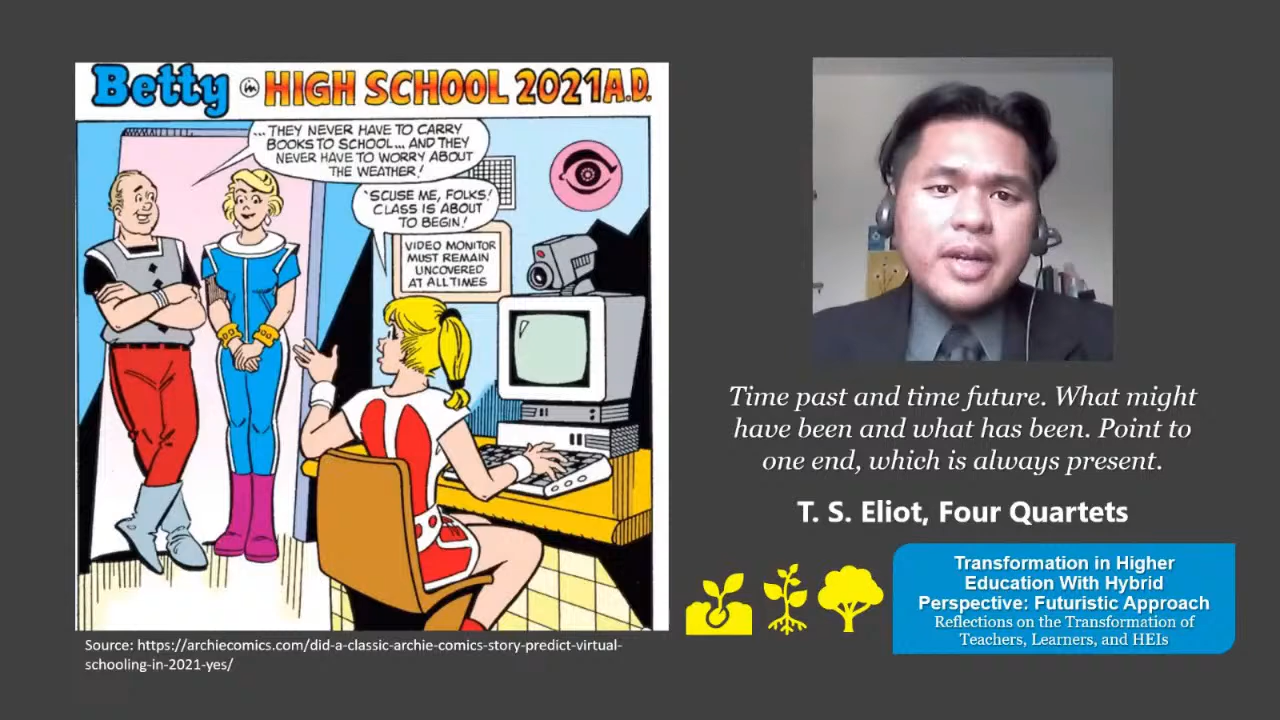 Betty in HIGH SCHOOL 2021 A.D.
...THEY NEVER HAVE TO CARRY
BOOKS TO SCHOOL... AND THEY
NEVER HAVE TO WORRY ABOUT
THE WEATHER!
'SCUSE ME, FOLKS!
CLASS IS ABOUT
TO BEGIN!
VIDEO MONITOR
MUST REMAIN
UNCOVERED
AT ALL TIMES
Source: https://archiecomics.com/did-a-classic-archie-comics-story-predict-virtual-
schooling-in-2021-yes/
Time past and time future. What might
have been and what has been. Point to
one end, which is always present.
T. S. Eliot, Four Quartets
Transformation in Higher
Education With Hybrid
Perspective: Futuristic Approach
Reflections on the Transformation of
Teachers, Learners, and HEIs